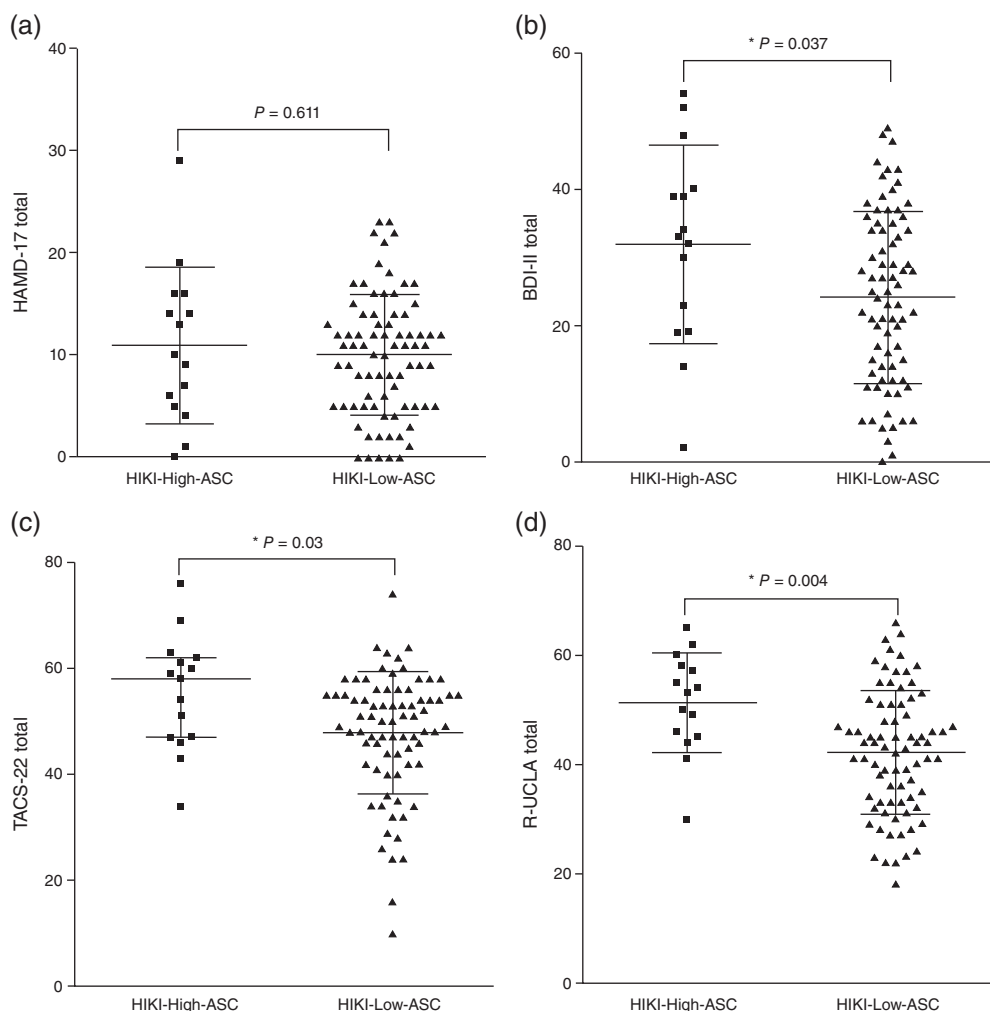 (a)
40
30
20
10
0
HAMD-17 total
P = 0.611
HIKI-High-ASC
HIKI-Low-ASC
(b)
60
40
20
0
BDI-II total
* P = 0.037
HIKI-High-ASC
HIKI-Low-ASC
(c)
80
60
40
20
0
TACS-22 total
* P = 0.03
HIKI-High-ASC
HIKI-Low-ASC
(d)
80
60
40
20
0
R-UCLA total
* P = 0.004
HIKI-High-ASC
HIKI-Low-ASC